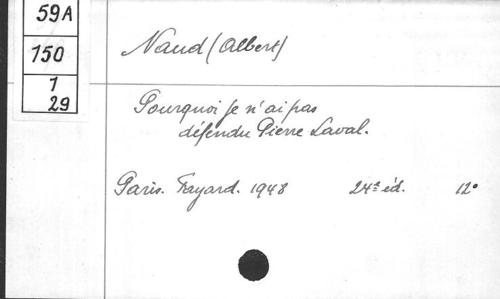 59A
150
1
29
Naud (Albert)
Pourquoi je n'ai pas
défendu Pierre Laval.
Paris. Fayard. 1948 24e éd. 12°